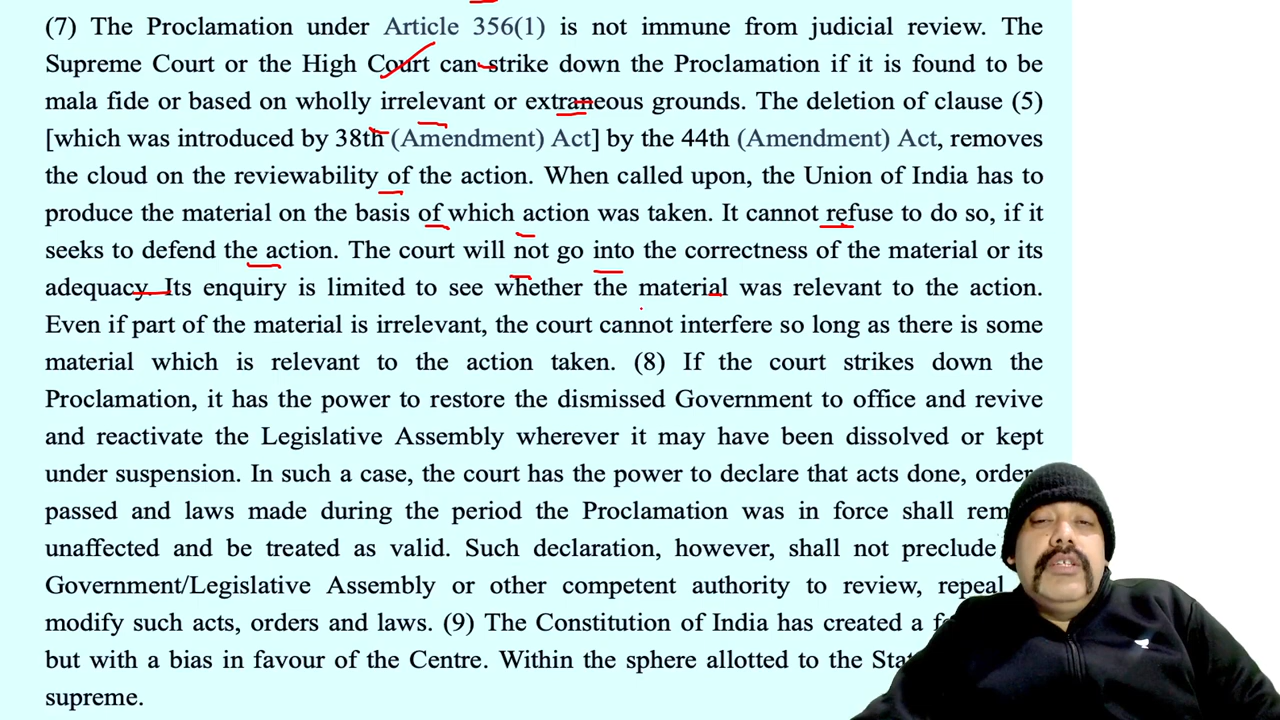 (7) The Proclamation under Article 356(1) is not immune from judicial review. The
Supreme Court or the High Court can strike down the Proclamation if it is found to be
mala fide or based on wholly irrelevant or extraneous grounds. The deletion of clause (5)
[which was introduced by 38th (Amendment) Act] by the 44th (Amendment) Act, removes
the cloud on the reviewability of the action. When called upon, the Union of India has to
produce the material on the basis of which action was taken. It cannot refuse to do so, if it
seeks to defend the action. The court will not go into the correctness of the material or its
adequacy. Its enquiry is limited to see whether the material was relevant to the action.
Even if part of the material is irrelevant, the court cannot interfere so long as there is some
material which is relevant to the action taken. (8) If the court strikes down the
Proclamation, it has the power to restore the dismissed Government to office and revive
and reactivate the Legislative Assembly wherever it may have been dissolved or kept
under suspension. In such a case, the court has the power to declare that acts done,
passed and laws made during the period the Proclamation was in force shall
unaffected and be treated as valid. Such declaration, however, shall not preclude
Government/Legislative Assembly or other competent authority to review, repeal
modify such acts, orders and laws. (9) The Constitution of India has created a
but with a bias in favour of the Centre. Within the sphere allotted to the
supreme.